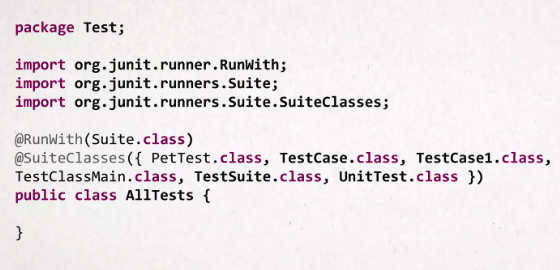 package Test;
import org.junit.runner.RunWith;
import org.junit.runners.Suite;
import org.junit.runners.Suite.SuiteClasses;
@RunWith(Suite.class)
@SuiteClasses({ PetTest.class, TestCase.class, TestCase1.class,
TestClassMain.class, TestSuite.class, UnitTest.class })
public class AllTests {
}